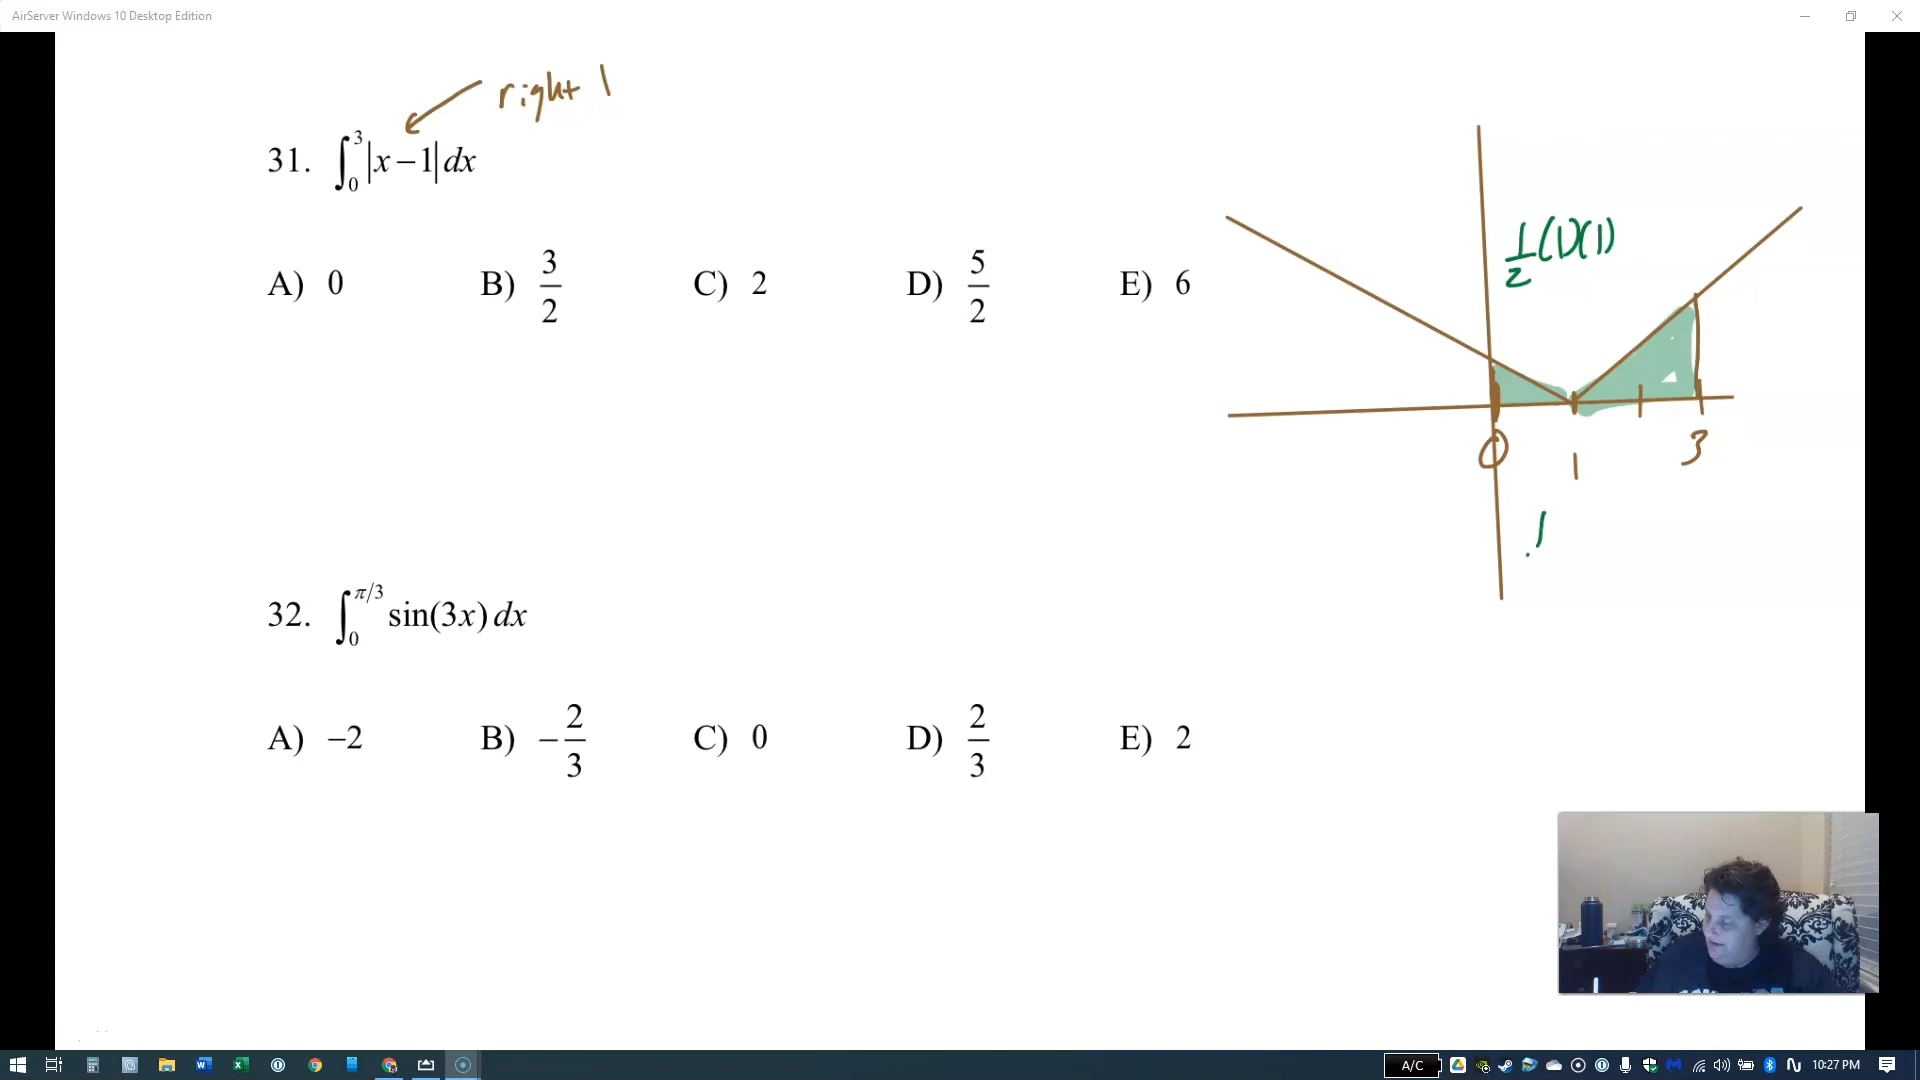 AirServer Windows 10 Desktop Edition
right 1
31. ∫₀³ |x − 1| dx
A) 0 B) 3/2 C) 2 D) 5/2 E) 6
1/2 (1)(1)
0 1 3
32. ∫₀^{π/3} sin(3x) dx
A) −2 B) −2/3 C) 0 D) 2/3 E) 2
A/C 10:27 PM